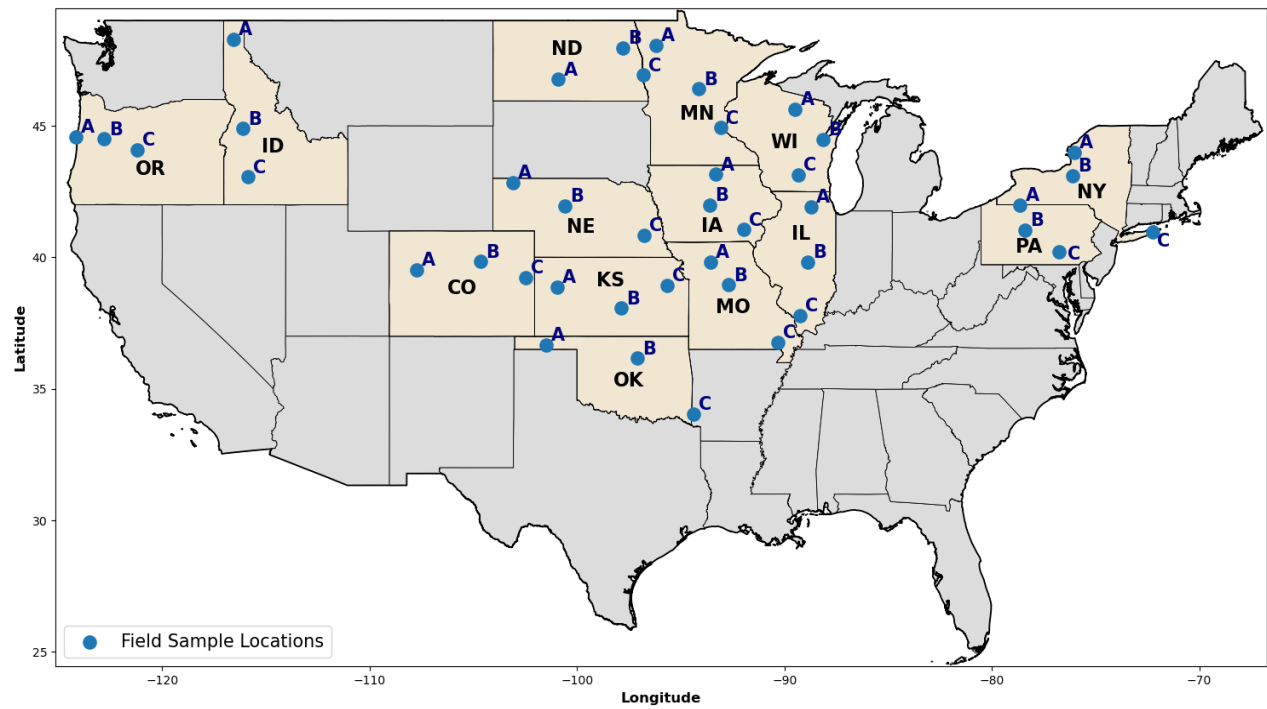 A
B
A
ND
B
A
C
B
A
MN
C
B
WI
A
B
C
OR
B
ID
C
C
A
B
NY
A
B
NE
C
A
B
IA
C
A
IL
B
C
A
B
PA
C
A
B
CO
C
A
KS
B
C
A
B
MO
C
A
B
OK
C
45
40
35
30
25
Latitude
Field Sample Locations
−120
−110
−100
−90
−80
−70
Longitude